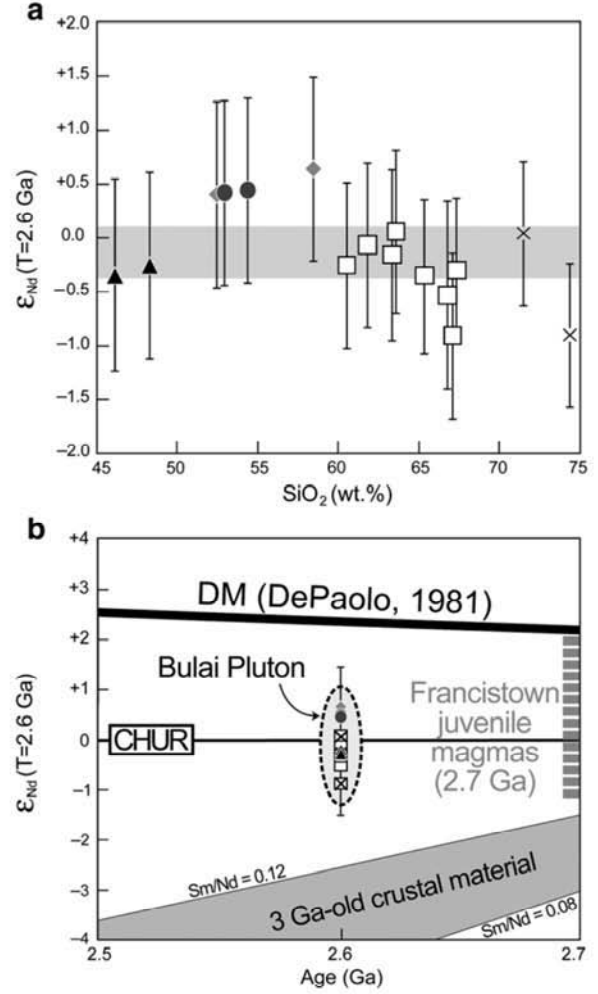 a
+2.0
+1.5
+1.0
+0.5
0.0
−0.5
−1.0
−1.5
−2.0
εNd (T=2.6 Ga)
45 50 55 60 65 70 75
SiO2 (wt.%)
b
+4
+3
+2
+1
0
−1
−2
−3
−4
εNd (T=2.6 Ga)
DM (DePaolo, 1981)
Bulai Pluton
Francistown
juvenile
magmas
(2.7 Ga)
CHUR
Sm/Nd = 0.12
3 Ga-old crustal material
Sm/Nd = 0.08
2.5 2.6 2.7
Age (Ga)